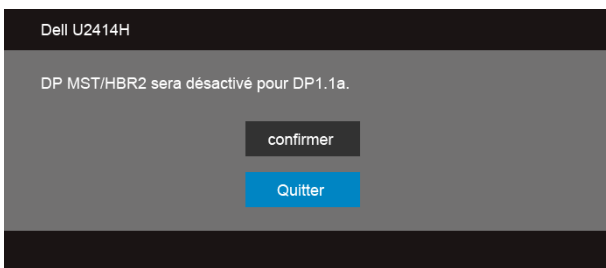 Dell U2414H
DP MST/HBR2 sera désactivé pour DP1.1a.
confirmer
Quitter